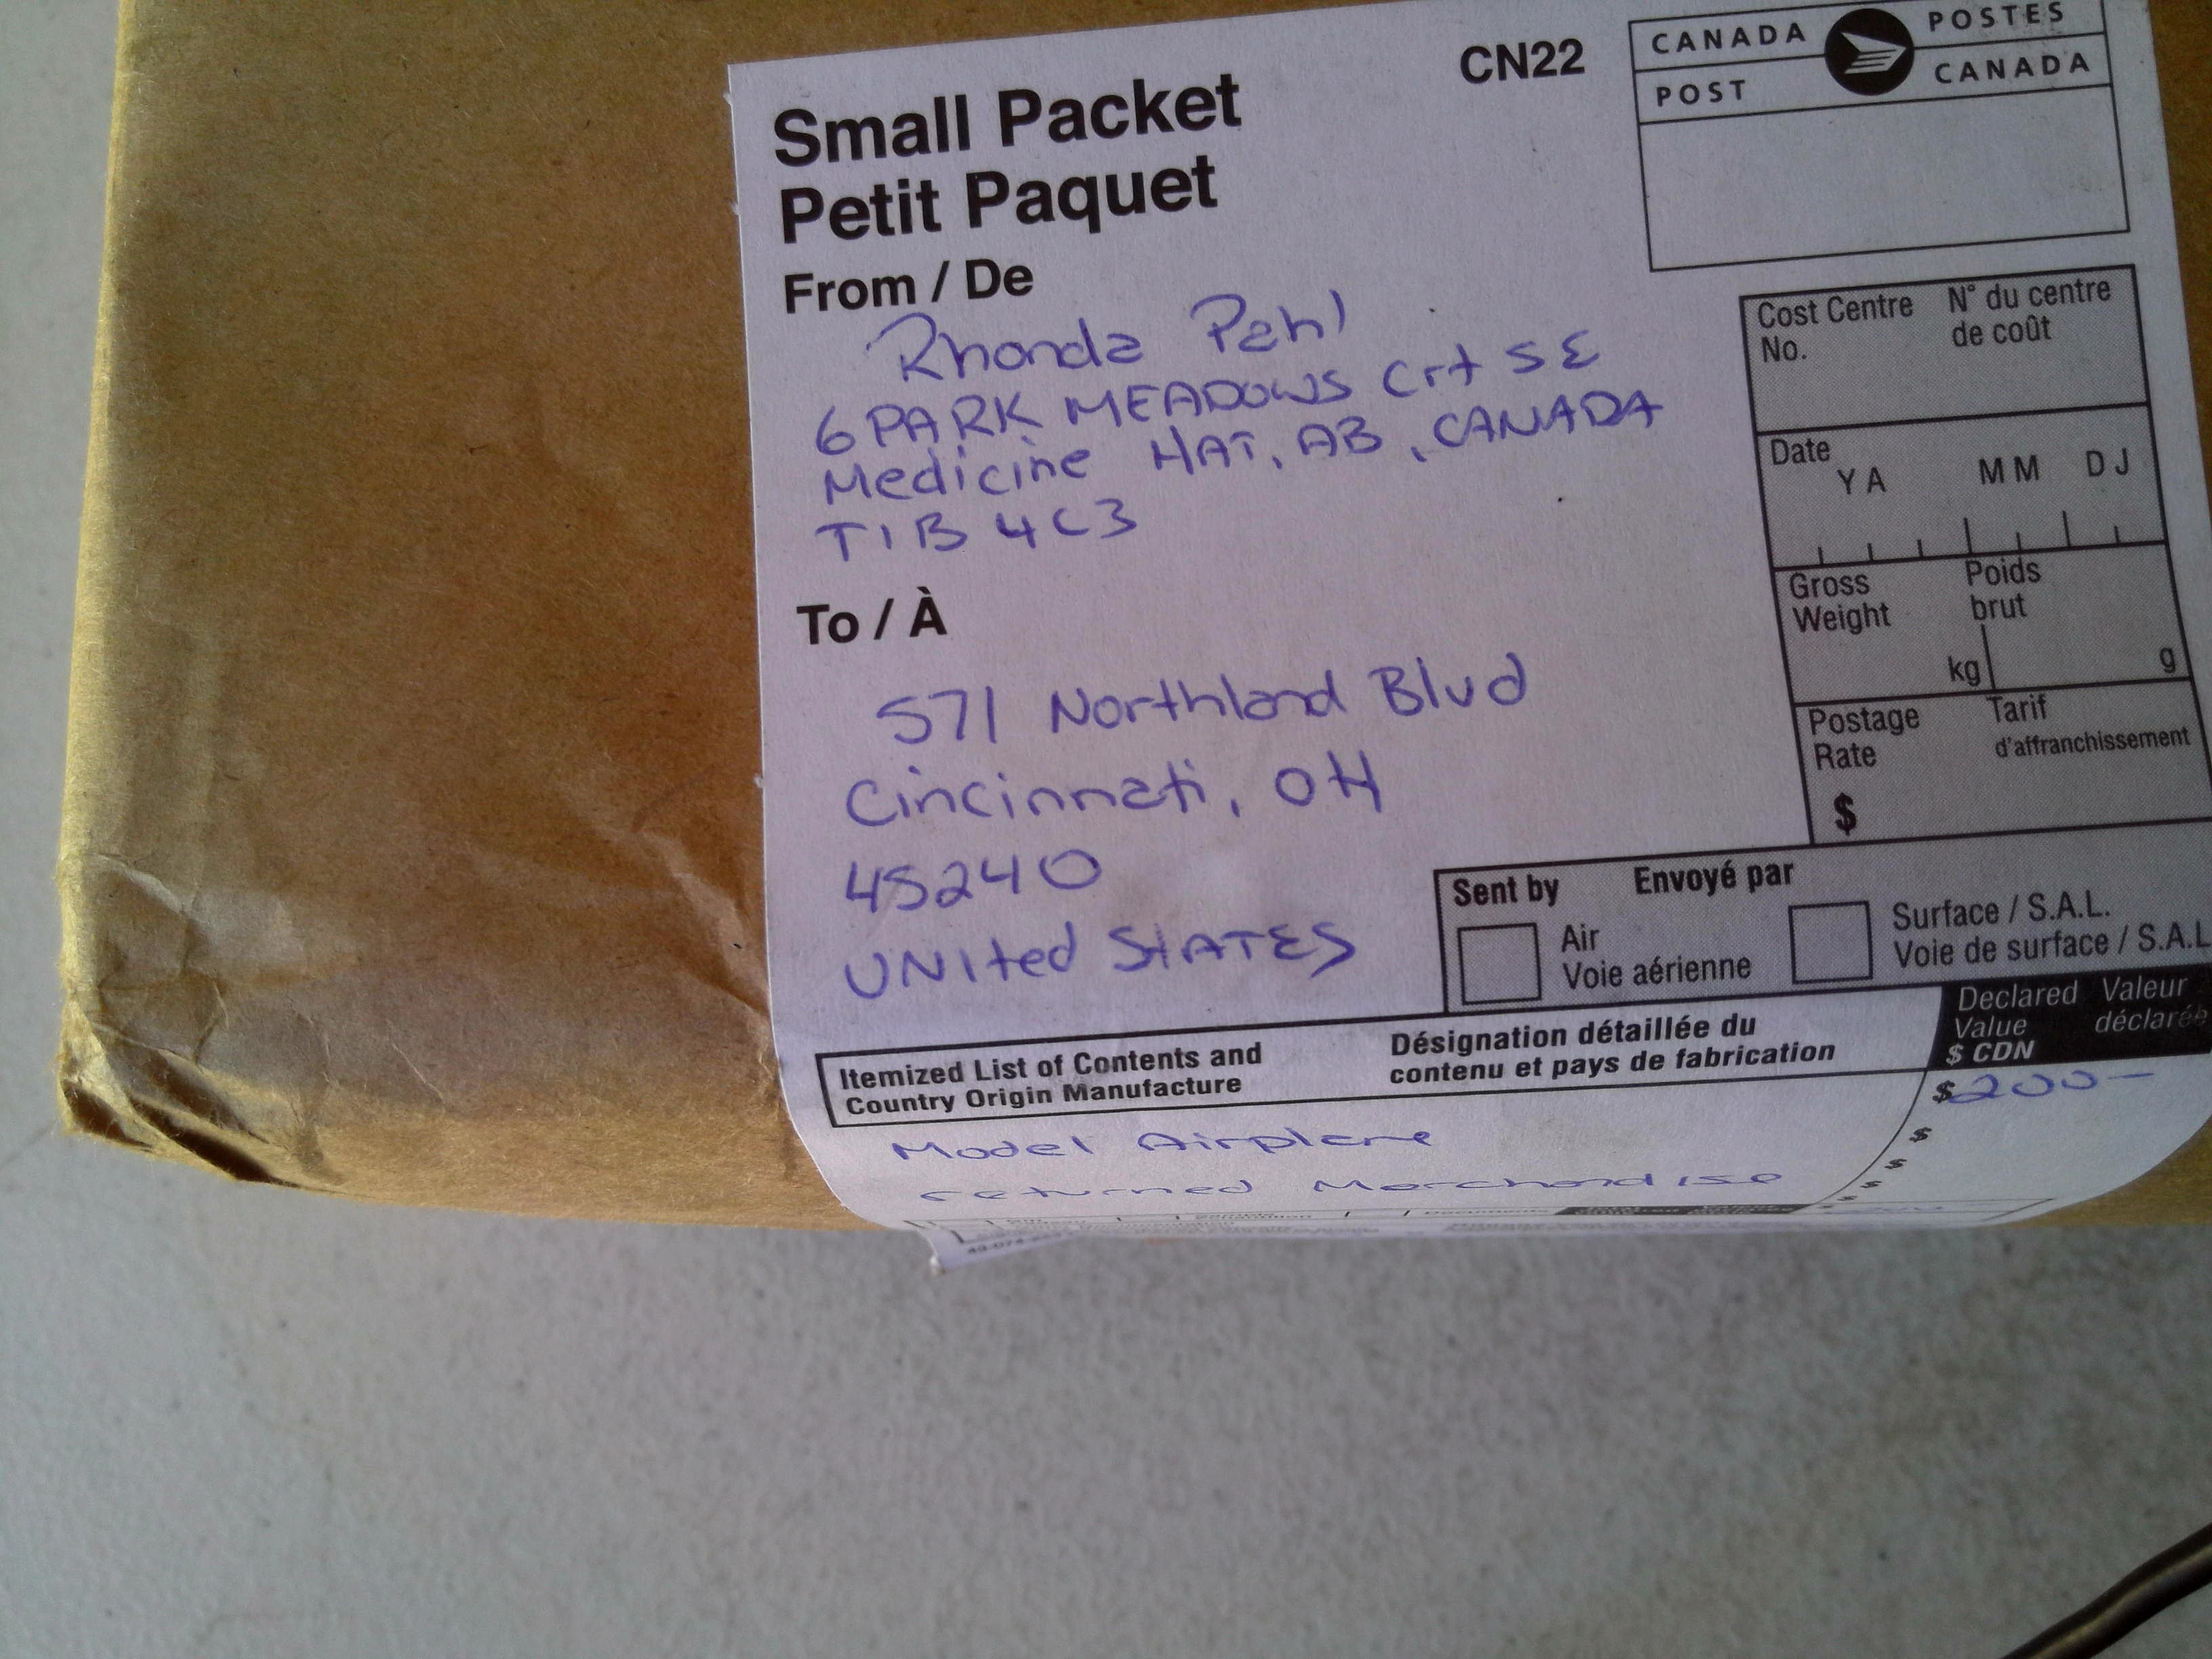 CN22
CANADA POST
POSTES CANADA
Small Packet
Petit Paquet
From / De
Rhonda Pahl
6 PARK MEADOWS Crt SE
Medicine HAT, AB, CANADA
T1B 4C3
To / À
571 Northland Blvd
Cincinnati, OH
45240
UNited STATES
Cost Centre No.
N° du centre de coût
Date
Y A M M D J
Gross Weight
Poids brut
kg g
Postage Rate
Tarif d'affranchissement
$
Sent by Envoyé par
Air
Voie aérienne
Surface / S.A.L.
Voie de surface / S.A.L
Itemized List of Contents and
Country Origin Manufacture
Désignation détaillée du
contenu et pays de fabrication
Declared Value $ CDN
Valeur déclarée
Model Airplane
$200-
returned Merchandise
$
$
$
$